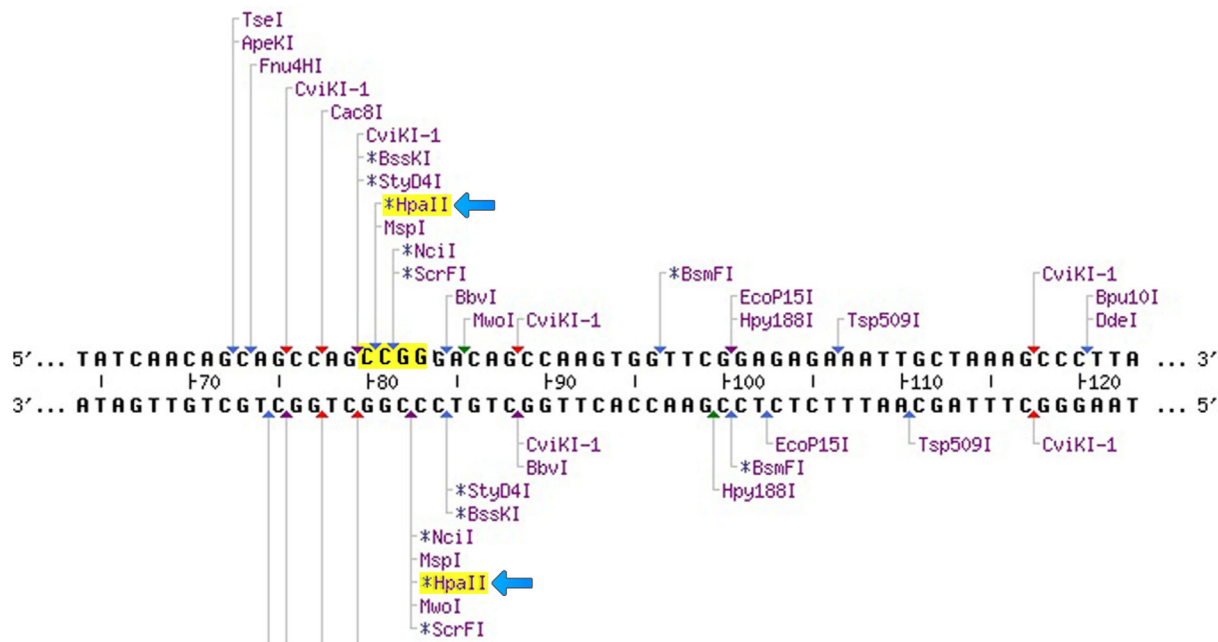 TseI
ApeKI
Fnu4HI
CviKI-1
Cac8I
CviKI-1
*BssKI
*StyD4I
*HpaII
MspI
*NciI
*ScrFI *BsmFI CviKI-1
BbvI EcoP15I Bpu10I
MwoI CviKI-1 Hpy188I Tsp509I DdeI
5′... TATCAACAGCAGCCAGCCGGGACAGCCAAGTGGTTCGGAGAGAAATTGCTAAAGCCCTTA ... 3′
70 80 90 100 110 120
3′... ATAGTTGTCGTCGGTCGGCCCTGTCGGTTCACCAAGCCTCTCTTTAACGATTTCGGGAAT ... 5′
CviKI-1 EcoP15I Tsp509I CviKI-1
BbvI *BsmFI
*StyD4I Hpy188I
*BssKI
*NciI
MspI
*HpaII
MwoI
*ScrFI